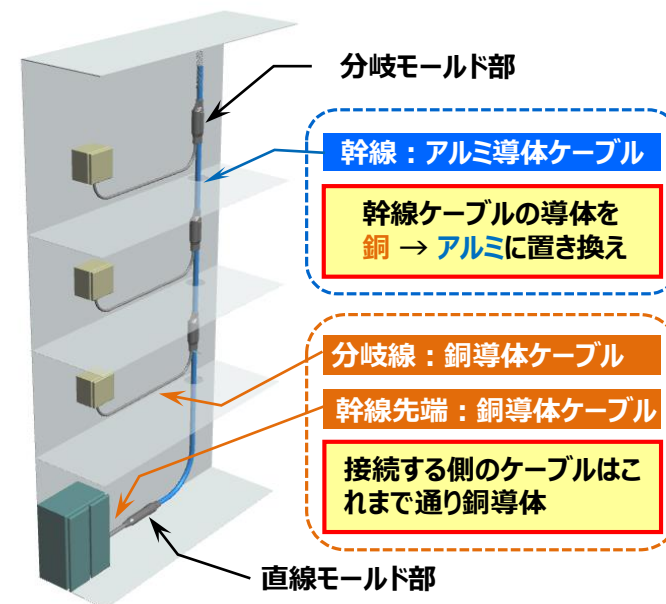 分岐モールド部
幹線：アルミ導体ケーブル
幹線ケーブルの導体を
銅 → アルミに置き換え
分岐線：銅導体ケーブル
幹線先端：銅導体ケーブル
接続する側のケーブルはこ
れまで通り銅導体
直線モールド部